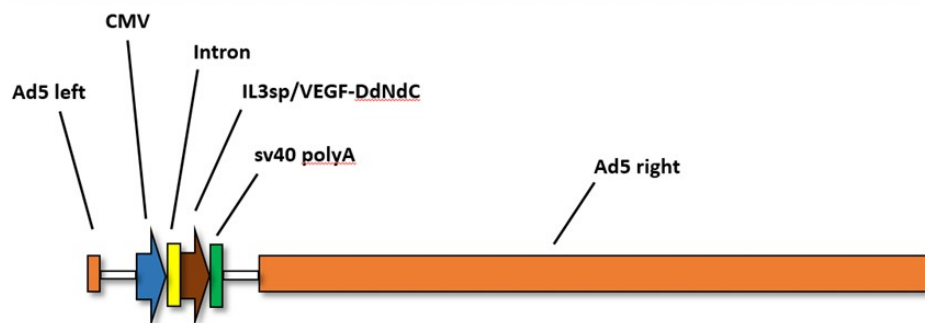 CMV
Intron
Ad5 left
IL3sp/VEGF-DdNdC
sv40 polyA
Ad5 right